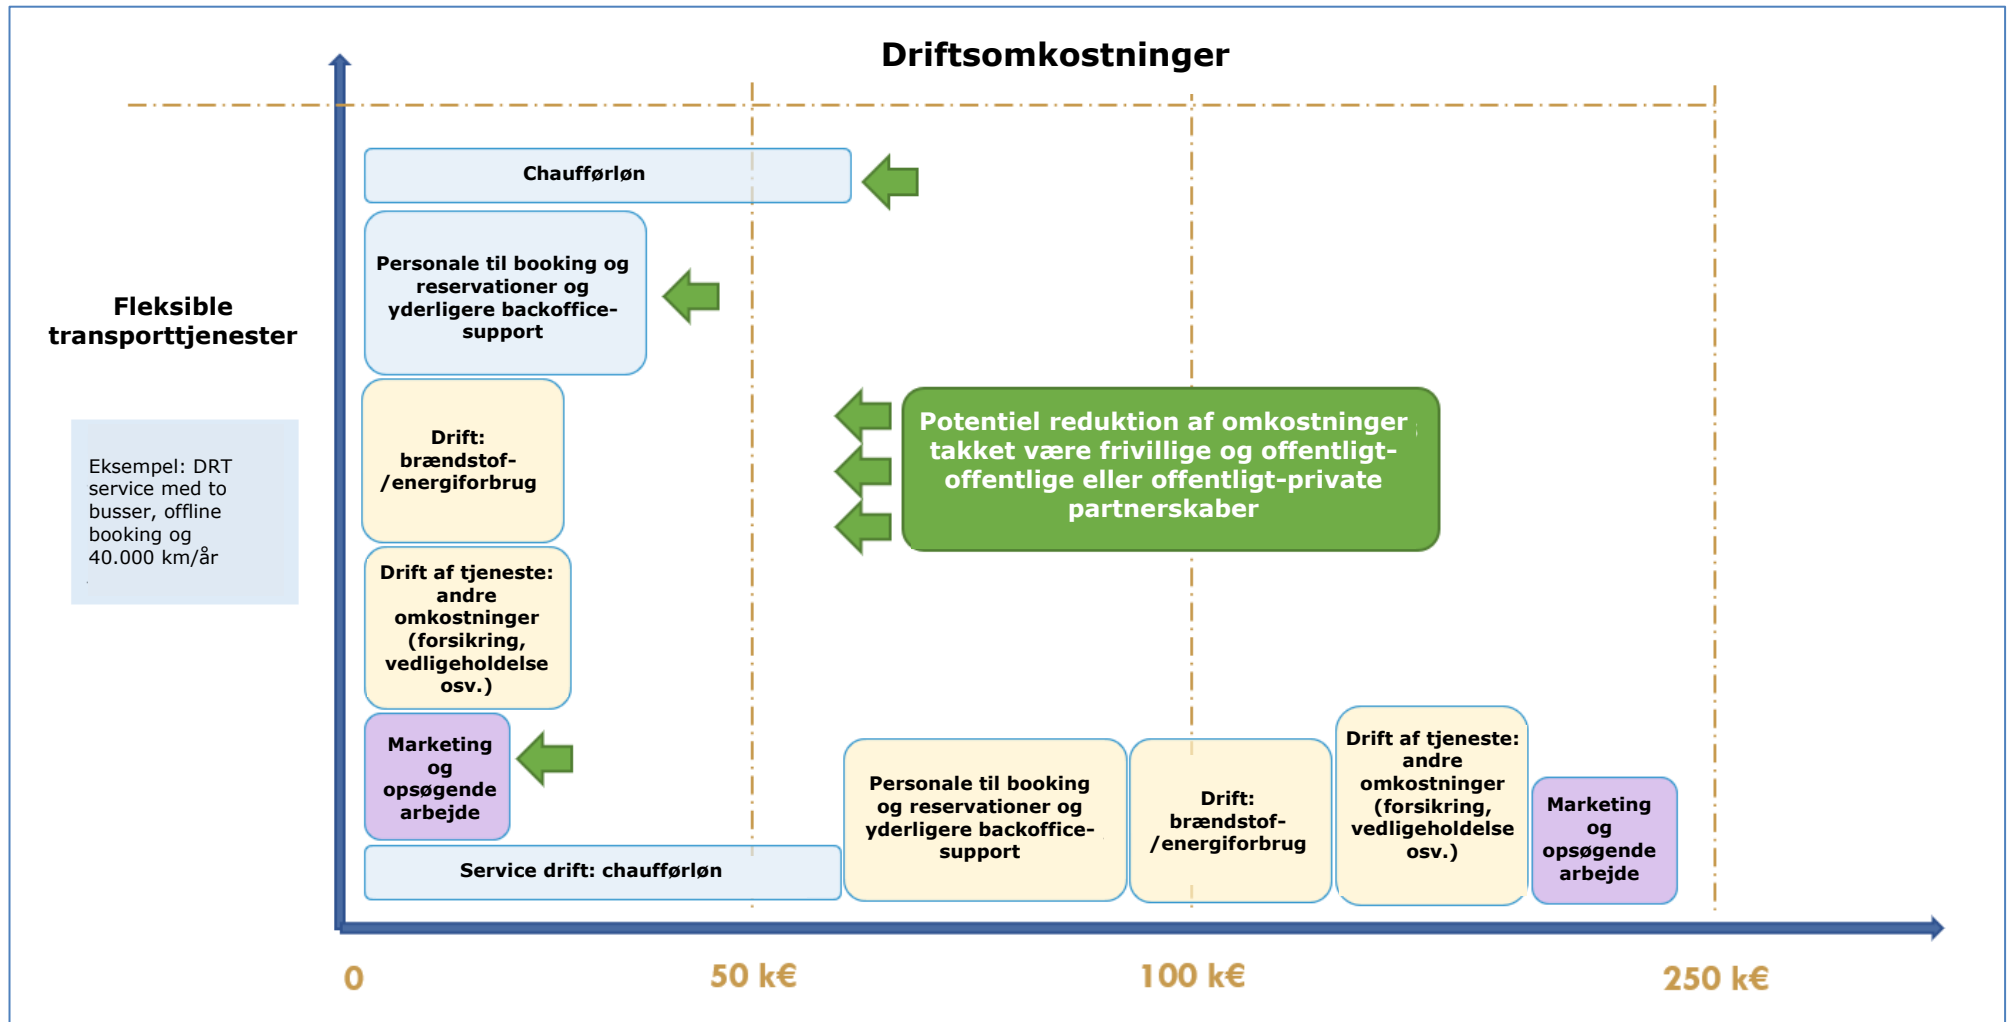 Driftsomkostninger
Chaufførløn
Personale til booking og
reservationer og
yderligere backoffice-
support
Fleksible
transporttjenester
Eksempel: DRT
service med to
busser, offline
booking og
40.000 km/år
Drift:
brændstof-
/energiforbrug
Potentiel reduktion af omkostninger
takket være frivillige og offentligt-
offentlige eller offentligt-private
partnerskaber
Drift af tjeneste:
andre
omkostninger
(forsikring,
vedligeholdelse
osv.)
Marketing
og
opsøgende
arbejde
Service drift: chaufførløn
Personale til booking
og reservationer og
yderligere backoffice-
support
Drift:
brændstof-
/energiforbrug
Drift af tjeneste:
andre
omkostninger
(forsikring,
vedligeholdelse
osv.)
Marketing
og
opsøgende
arbejde
0
50 k€
100 k€
250 k€